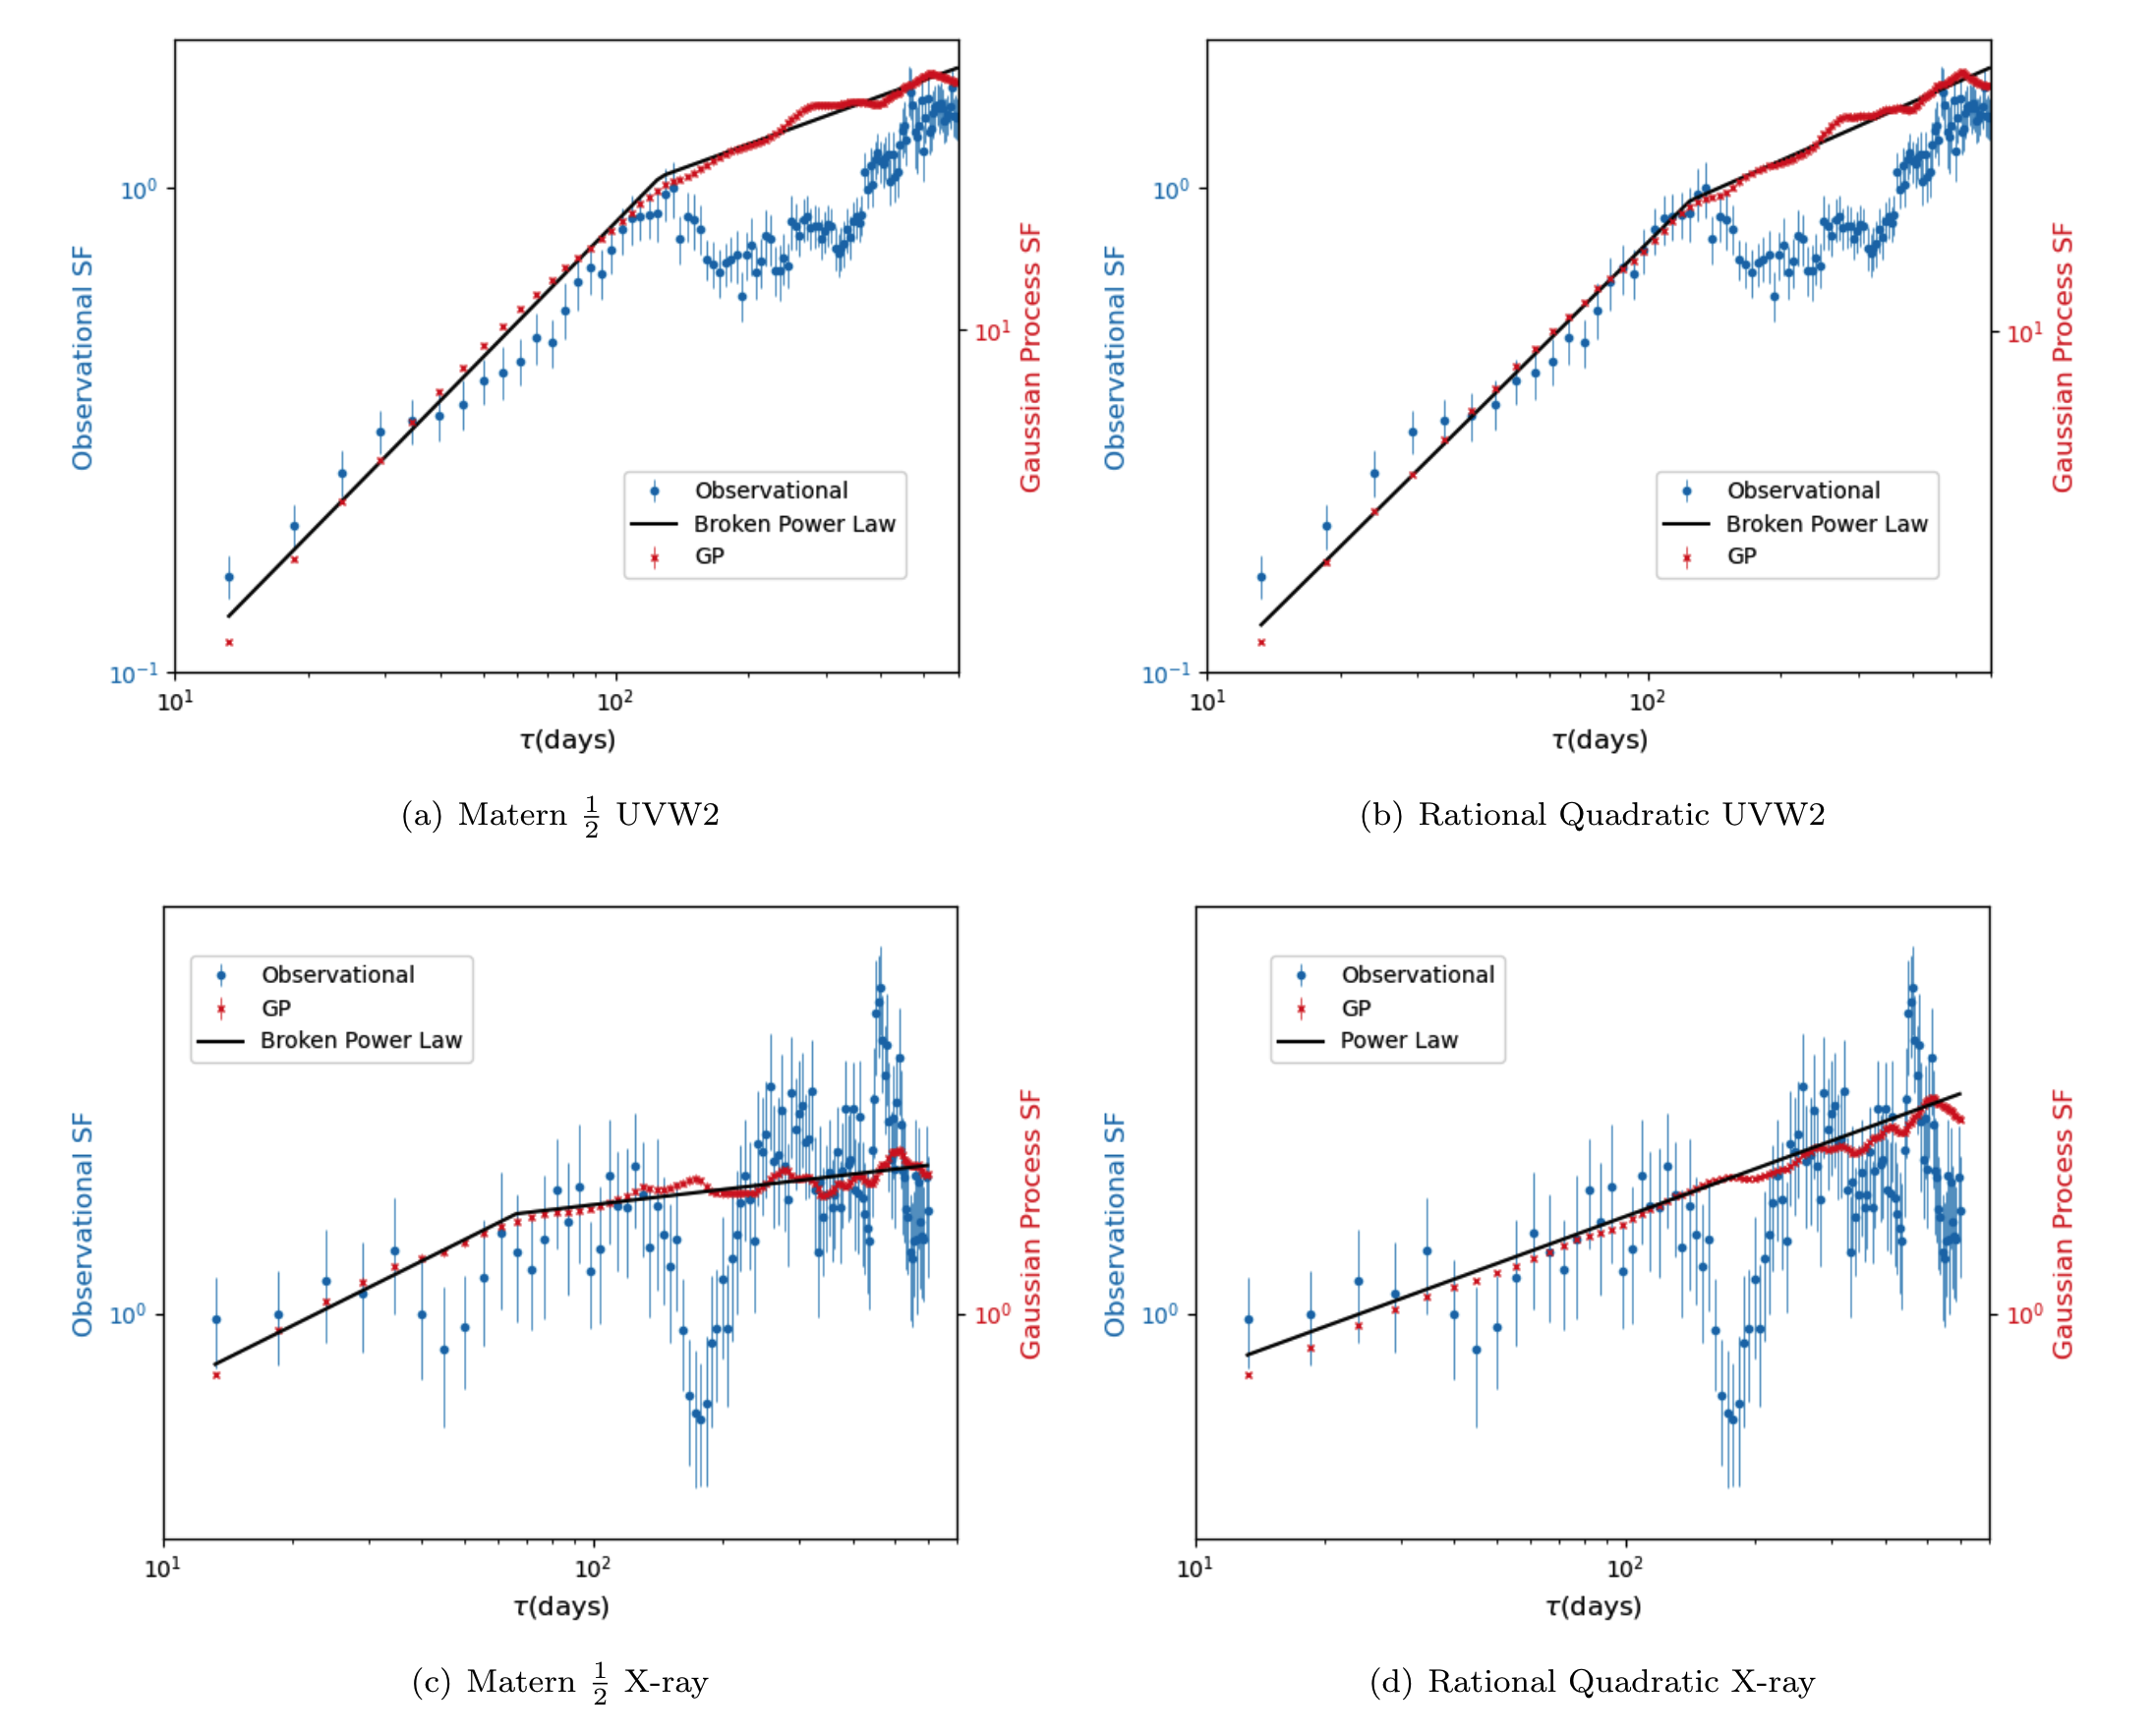 Observational SF
10⁰
10⁻¹
10¹
10²
τ(days)
10¹
Gaussian Process SF
Observational
Broken Power Law
GP
(a) Matern ½ UVW2
Observational SF
10⁰
10⁻¹
10¹
10²
τ(days)
10¹
Gaussian Process SF
Observational
Broken Power Law
GP
(b) Rational Quadratic UVW2
Observational SF
10⁰
10¹
10²
τ(days)
10⁰
Gaussian Process SF
Observational
GP
Broken Power Law
(c) Matern ½ X-ray
Observational SF
10⁰
10¹
10²
τ(days)
10⁰
Gaussian Process SF
Observational
GP
Power Law
(d) Rational Quadratic X-ray